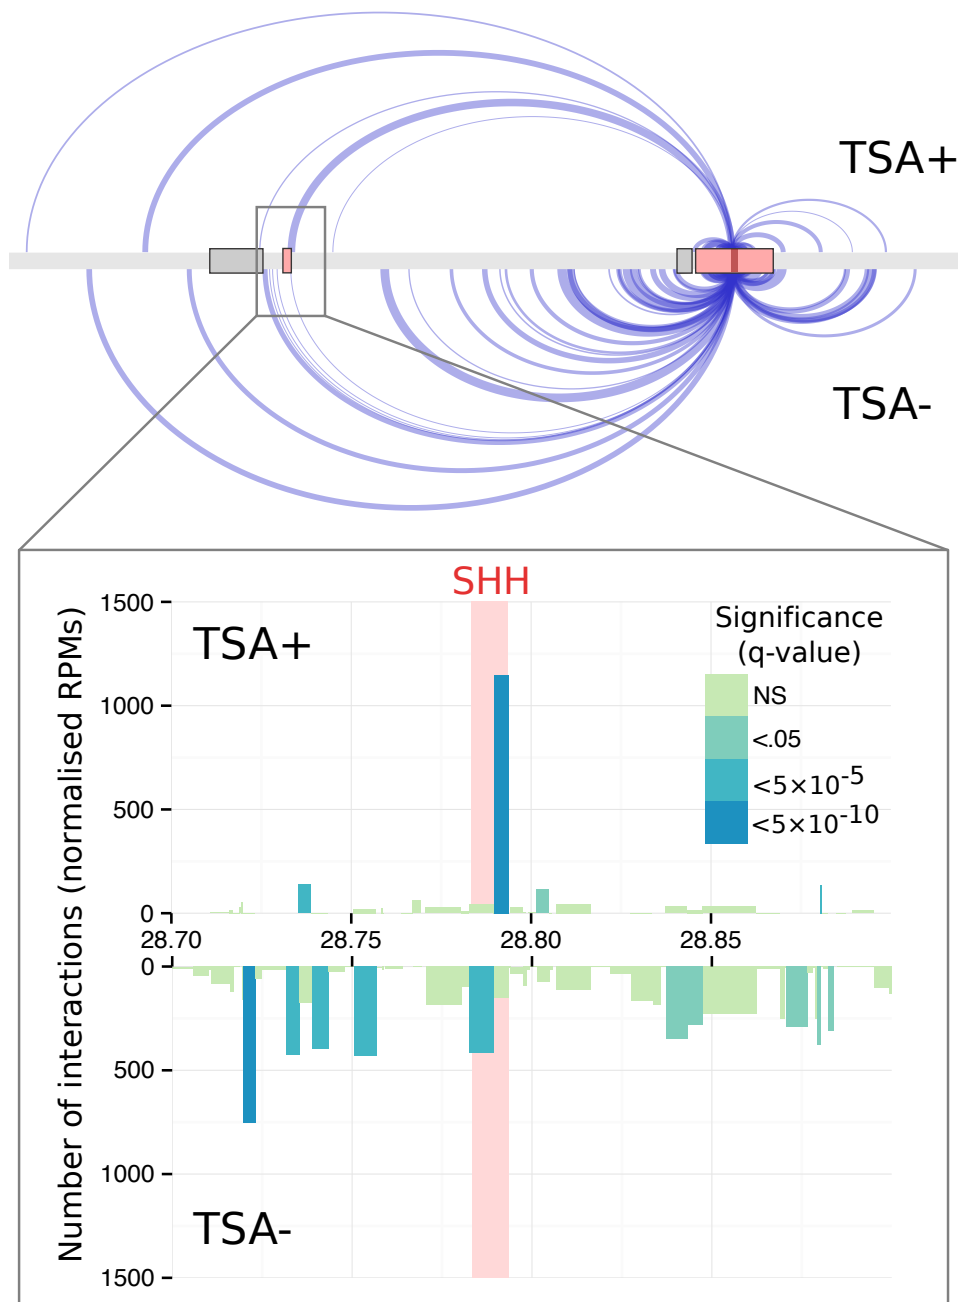 TSA+
TSA-
SHH
TSA+
Significance
(q-value)
NS
<.05
<5×10-5
<5×10-10
Number of interactions (normalised RPMs)
1500
1000
500
0
28.70
28.75
28.80
28.85
0
500
1000
1500
TSA-